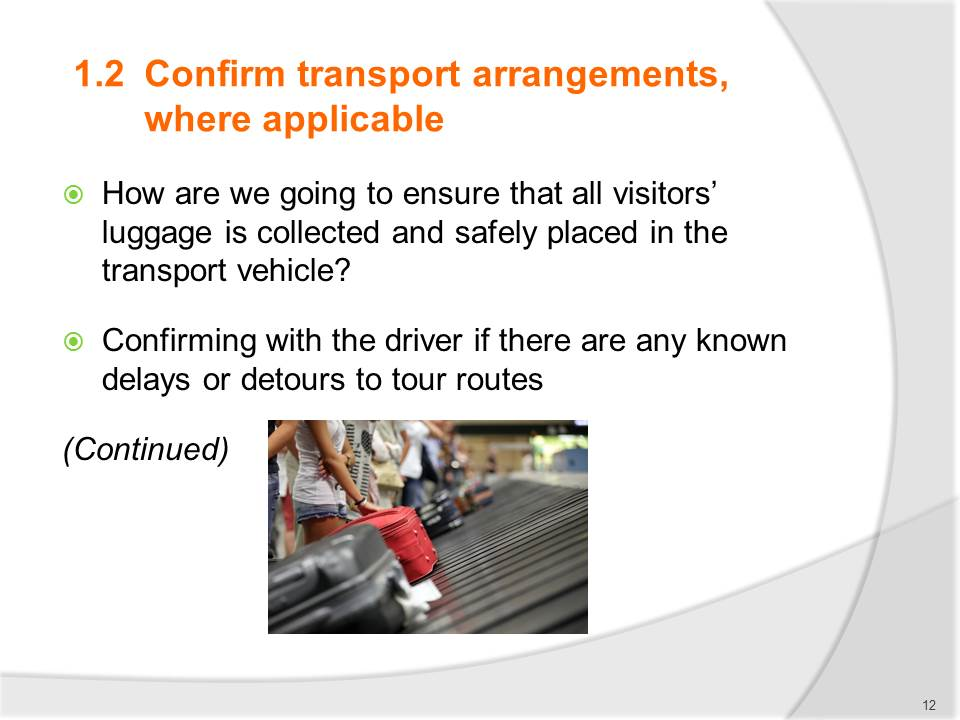 1.2 Confirm transport arrangements,
where applicable
How are we going to ensure that all visitors’
luggage is collected and safely placed in the
transport vehicle?
Confirming with the driver if there are any known
delays or detours to tour routes
(Continued)
12